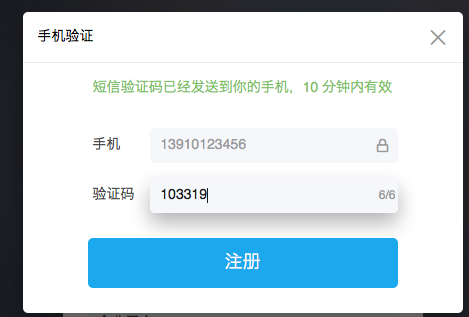 手机验证
短信验证码已经发送到你的手机，10 分钟内有效
手机 13910123456
验证码 103319 6/6
注册